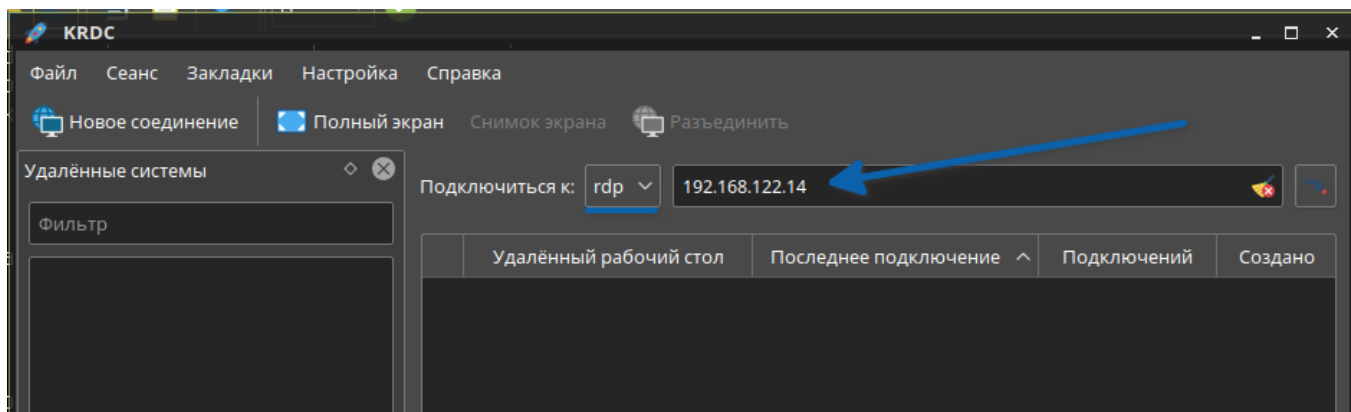 KRDC
Файл Сеанс Закладки Настройка Справка
Новое соединение Полный экран Снимок экрана Разъединить
Удалённые системы
Подключиться к: rdp 192.168.122.14
Фильтр
Удалённый рабочий стол Последнее подключение Подключений Создано